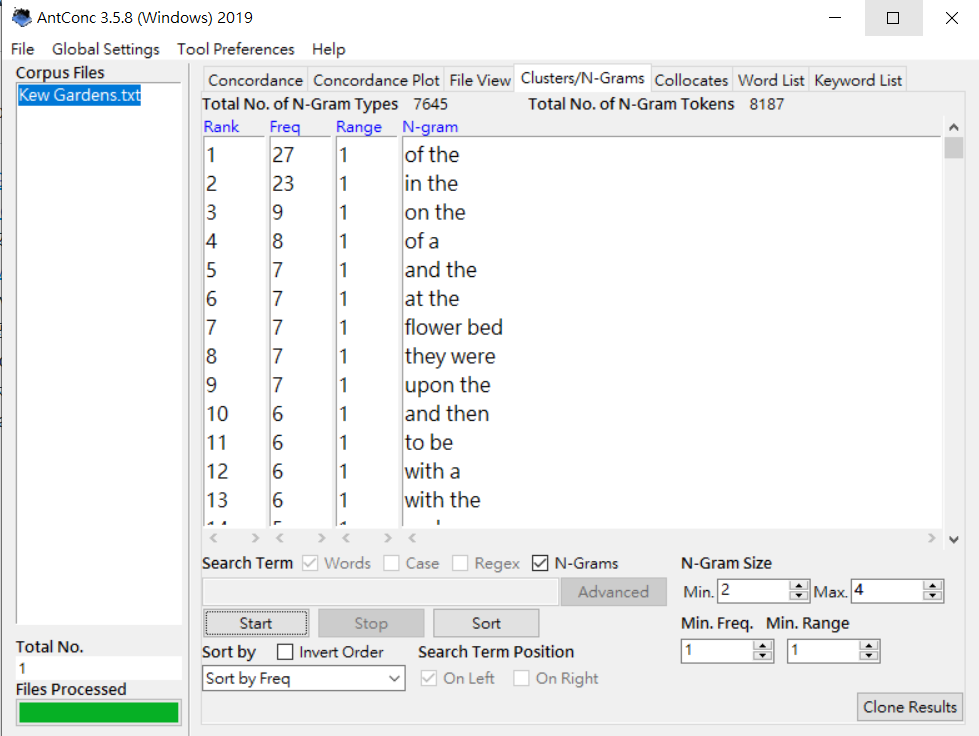 AntConc 3.5.8 (Windows) 2019
File Global Settings Tool Preferences Help
Corpus Files
Kew Gardens.txt
Concordance Concordance Plot File View Clusters/N-Grams Collocates Word List Keyword List
Total No. of N-Gram Types 7645 Total No. of N-Gram Tokens 8187
Rank Freq Range N-gram
1 27 1 of the
2 23 1 in the
3 9 1 on the
4 8 1 of a
5 7 1 and the
6 7 1 at the
7 7 1 flower bed
8 7 1 they were
9 7 1 upon the
10 6 1 and then
11 6 1 to be
12 6 1 with a
13 6 1 with the
Search Term Words Case Regex N-Grams N-Gram Size
Advanced Min. 2 Max. 4
Start Stop Sort Min. Freq. Min. Range
1 1
Total No.
1
Files Processed
Sort by Invert Order Search Term Position
Sort by Freq On Left On Right
Clone Results